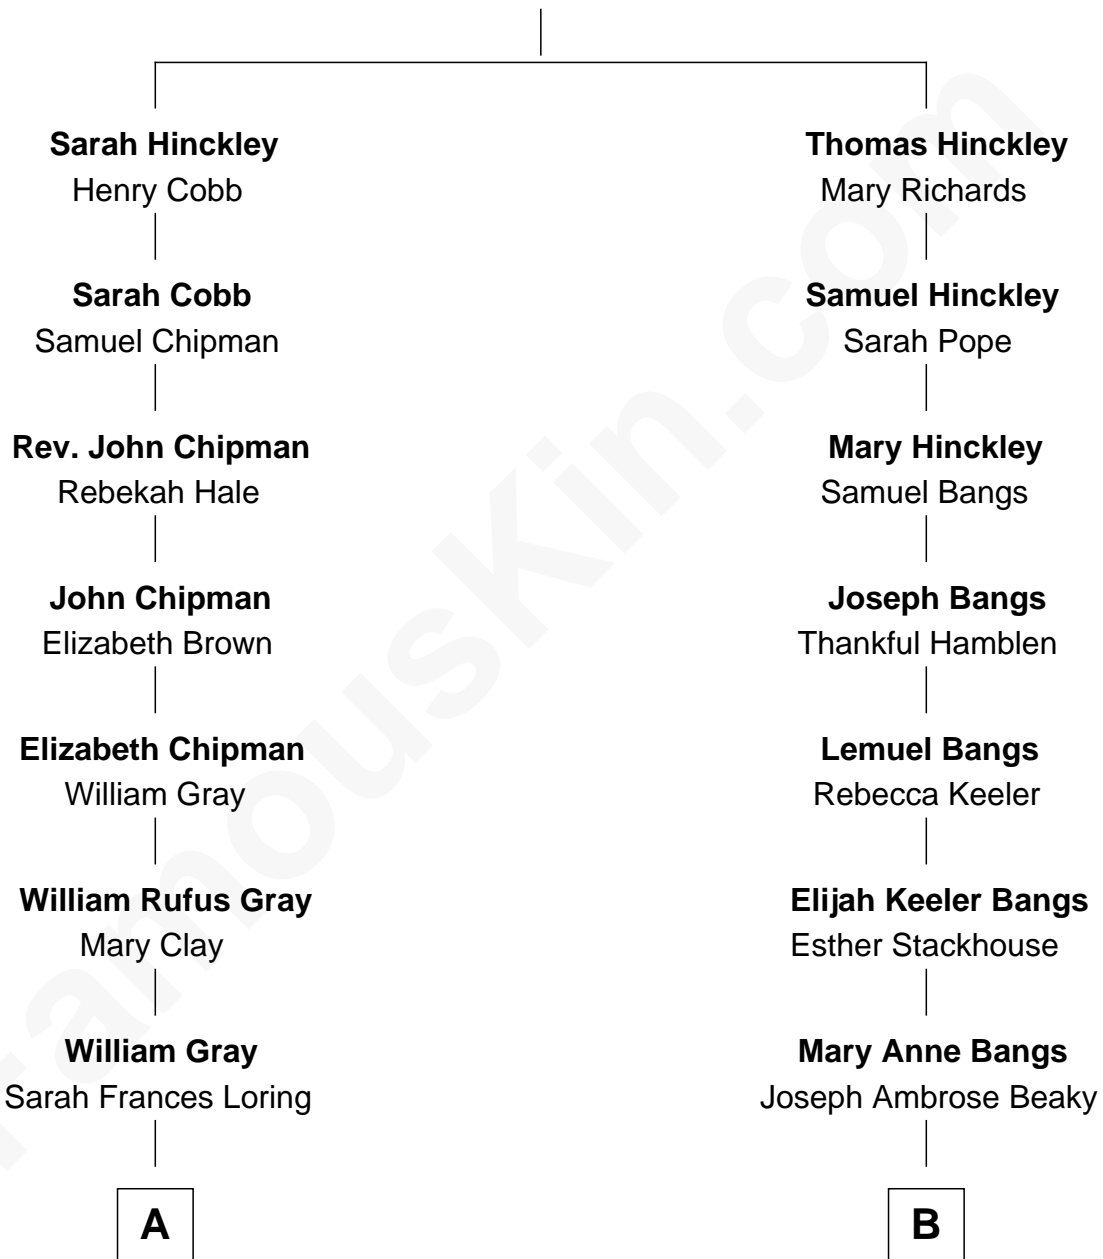 Sarah Hinckley
Henry Cobb
Sarah Cobb
Samuel Chipman
Rev. John Chipman
Rebekah Hale
John Chipman
Elizabeth Brown
Elizabeth Chipman
William Gray
William Rufus Gray
Mary Clay
William Gray
Sarah Frances Loring
A
Thomas Hinckley
Mary Richards
Samuel Hinckley
Sarah Pope
Mary Hinckley
Samuel Bangs
Joseph Bangs
Thankful Hamblen
Lemuel Bangs
Rebecca Keeler
Elijah Keeler Bangs
Esther Stackhouse
Mary Anne Bangs
Joseph Ambrose Beaky
B
FamousKin.com